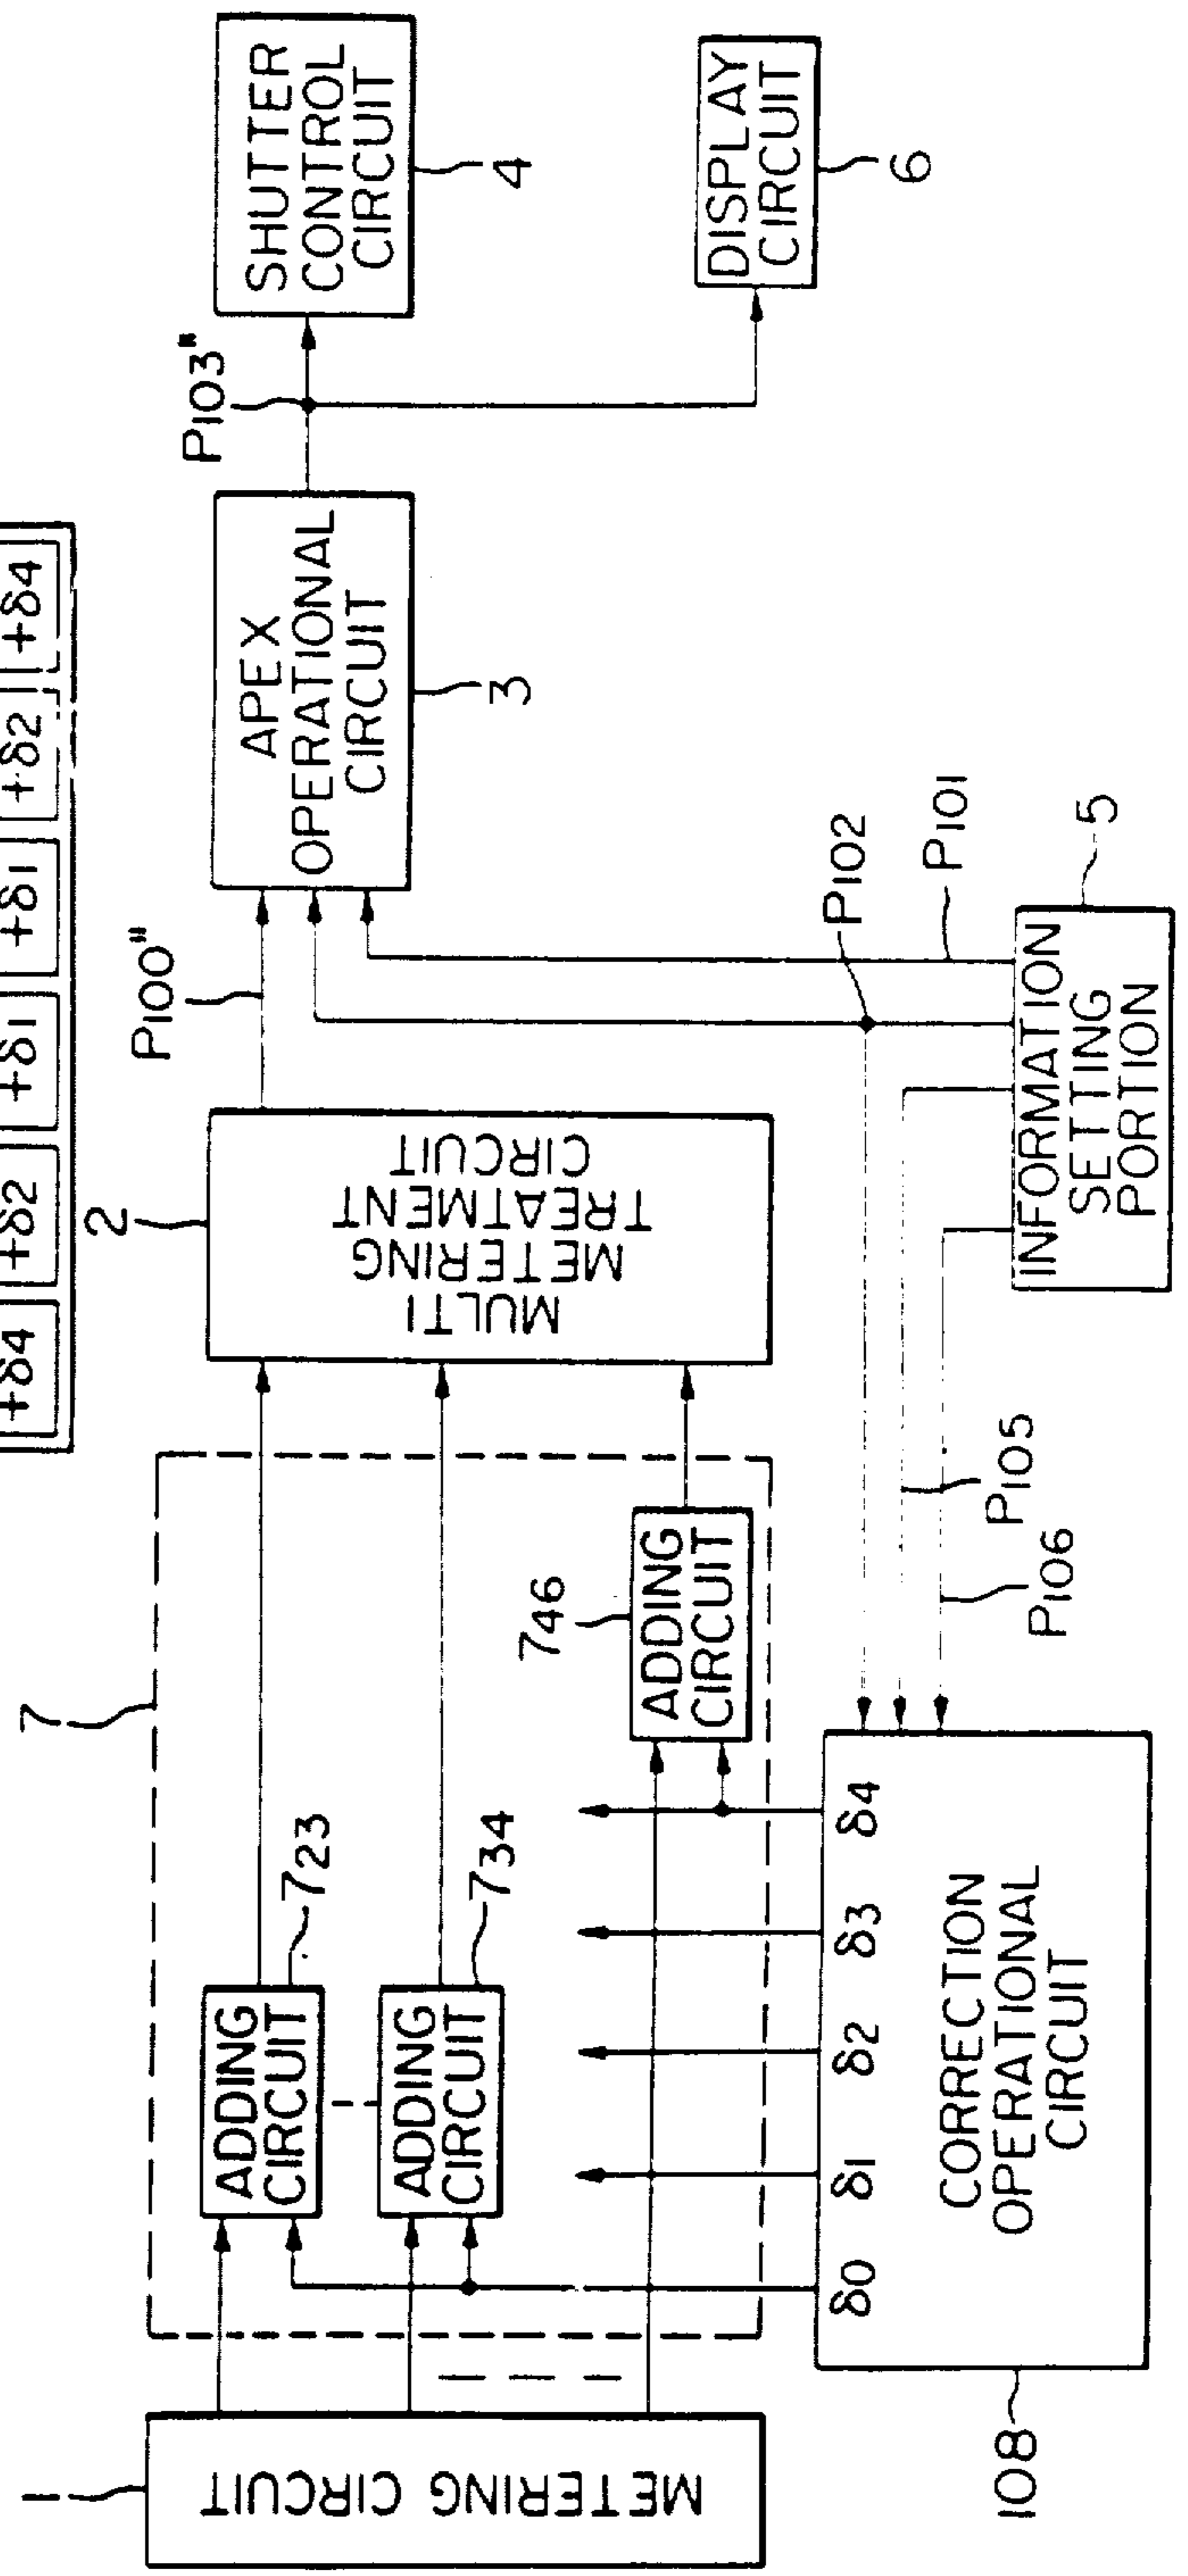 +δ4 +δ2 +δ1 +δ1 +δ2 +δ4
1
METERING CIRCUIT
7
ADDING
CIRCUIT
723
ADDING
CIRCUIT
734
ADDING
CIRCUIT
746
δ0 δ1 δ2 δ3 δ4
CORRECTION
OPERATIONAL
CIRCUIT
108
2
MULTI
METERING
TREATMENT
CIRCUIT
P100"
P105
P106
P102
P101
INFORMATION
SETTING
PORTION
5
APEX
OPERATIONAL
CIRCUIT
3
P103"
SHUTTER
CONTROL
CIRCUIT
4
DISPLAY
CIRCUIT
6